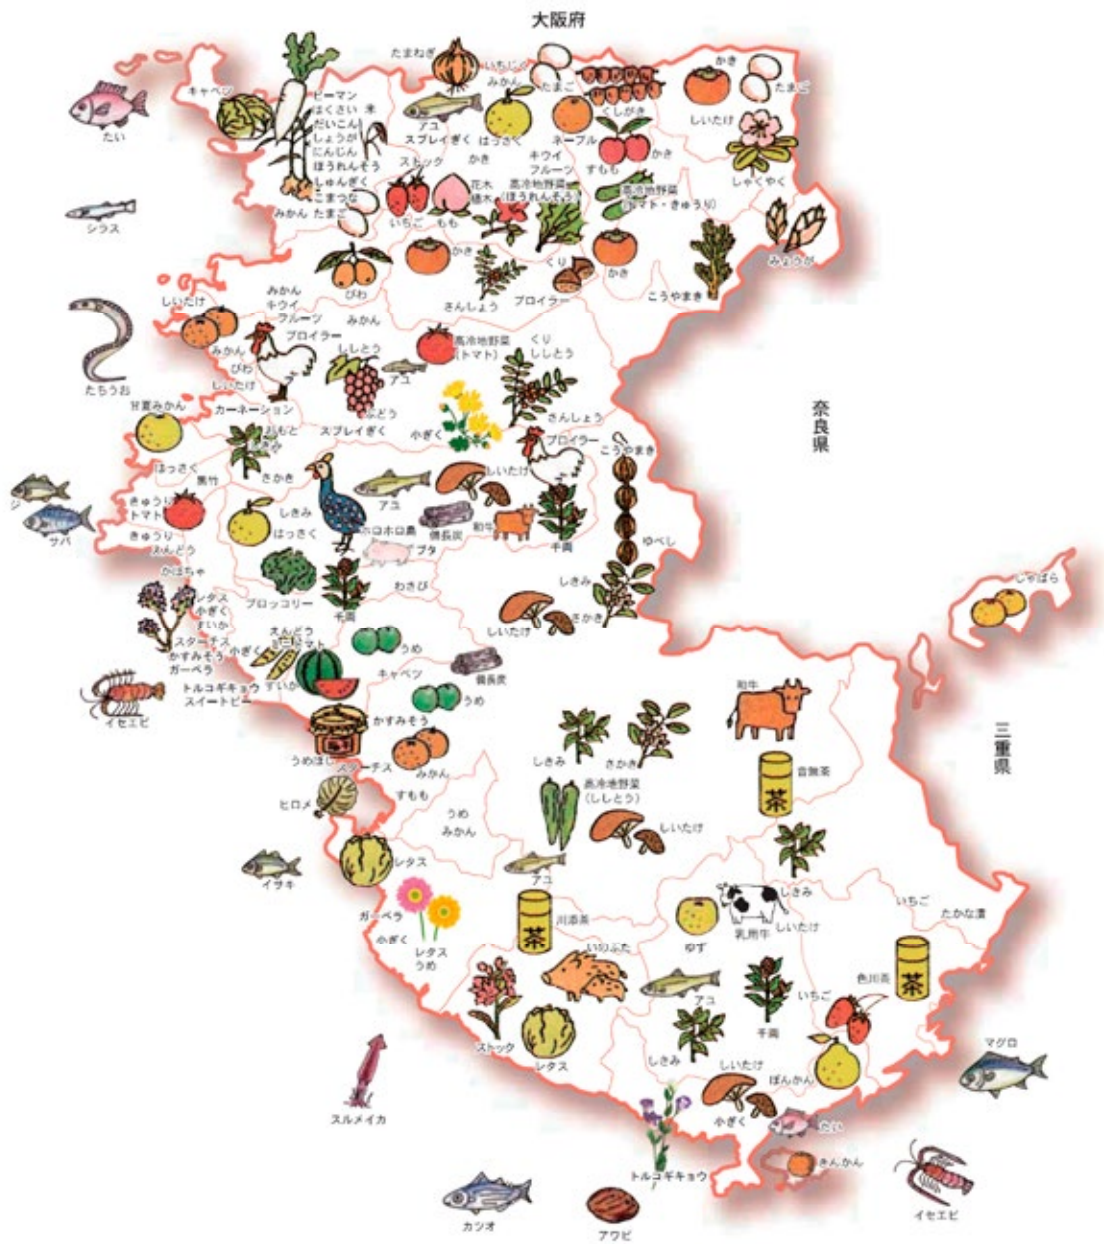 大阪府
たまねぎ
いちじく
みかん
たまご
かき
たまご
キャベツ
たい
ピーマン
はくさい 米
だいこん
しょうが
にんじん
ほうれんそう
しゅんぎく
こまつな
みかん たまご
アユ
スプレイぎく
はっさく
ネーブル
くしがき
しいたけ
ストック
かき
キウイ
フルーツ
すもも
かき
しゃくやく
いちご
もも
花木
植木
高冷地野菜
(ほうれんそう)
高冷地野菜
(トマト・きゅうり)
みょうが
シラス
びわ
かき
さんしょう
くり
ブロイラー
かき
こうやまき
しいたけ
みかん
キウイ
フルーツ
みかん
たちうお
みかん
びわ
しいたけ
ブロイラー
ししとう
アユ
高冷地野菜
(トマト)
くり
ししとう
さんしょう
奈良県
甘夏みかん
カーネーション
ぶどう
スプレイぎく
小ぎく
ブロイラー
こうやまき
おもと
はっさく
黒竹
さかき
しいたけ
サバ
きゅうり
トマト
きゅうり
えんどう
かぼちゃ
しきみ
はっさく
アユ
ホロホロ鳥
ブタ
備長炭
和牛
千両
ゆべし
ブロッコリー
千両
わさび
しきみ
さかき
しいたけ
じゃばら
レタス
小ぎく
すいか
スターチス
かすみそう
ガーベラ
小ぎく
えんどう
ミニトマト
すいか
うめ
キャベツ
備長炭
うめ
イセエビ
トルコギキョウ
スイートピー
かすみそう
うめぼし
スターチス
みかん
しきみ
さかき
和牛
三重県
音無茶
茶
ヒロメ
すもも
うめ
みかん
高冷地野菜
(ししとう)
しいたけ
イサキ
レタス
アユ
しきみ
しいたけ
いちご
たかな漬
ガーベラ
小ぎく
レタス
うめ
川添茶
茶
ゆず
乳用牛
いのぶた
色川茶
茶
アユ
千両
いちご
ストック
レタス
しきみ
しいたけ
ぽんかん
マグロ
スルメイカ
小ぎく
たい
きんかん
トルコギキョウ
カツオ
アワビ
イセエビ